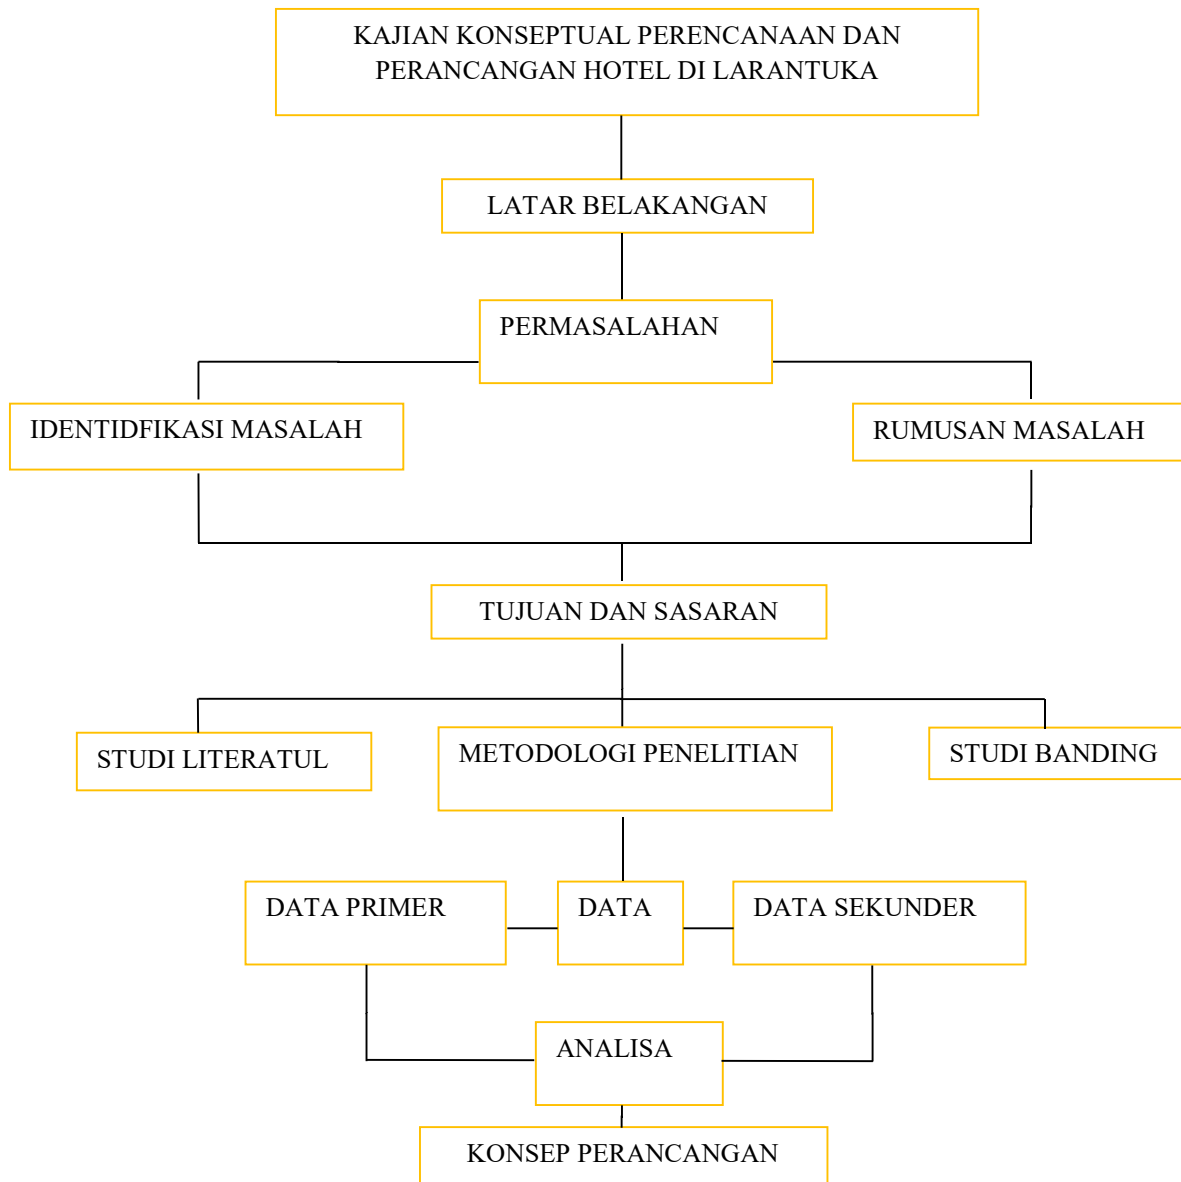 KAJIAN KONSEPTUAL PERENCANAAN DAN
PERANCANGAN HOTEL DI LARANTUKA
LATAR BELAKANGAN
PERMASALAHAN
IDENTIDFIKASI MASALAH
RUMUSAN MASALAH
TUJUAN DAN SASARAN
STUDI LITERATUL
METODOLOGI PENELITIAN
STUDI BANDING
DATA PRIMER
DATA
DATA SEKUNDER
ANALISA
KONSEP PERANCANGAN